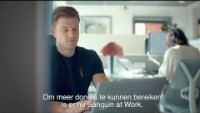 Om meer donors te kunnen bereiken
is er nu Sanquin at Work.